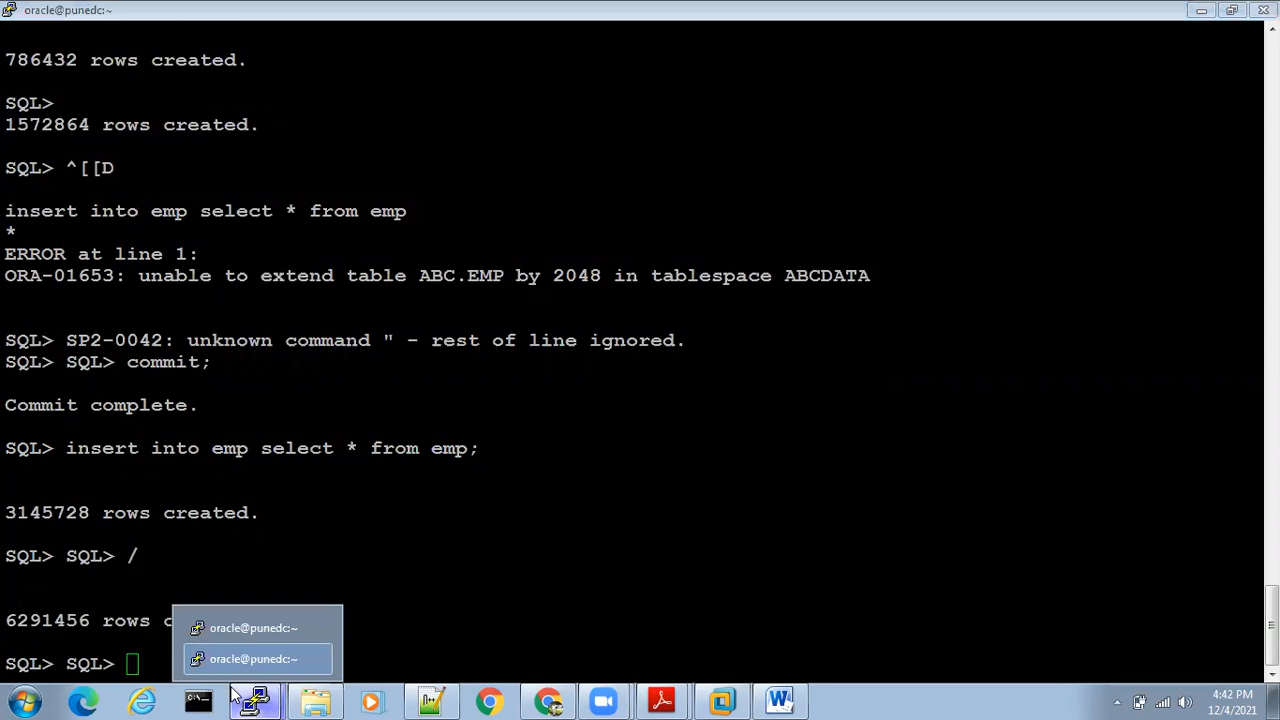 oracle@punedc:~
786432 rows created.
SQL>
1572864 rows created.
SQL> ^[[D
insert into emp select * from emp
*
ERROR at line 1:
ORA-01653: unable to extend table ABC.EMP by 2048 in tablespace ABCDATA
SQL> SP2-0042: unknown command " - rest of line ignored.
SQL> SQL> commit;
Commit complete.
SQL> insert into emp select * from emp;
3145728 rows created.
SQL> SQL> /
6291456 rows c
oracle@punedc:~
oracle@punedc:~
SQL> SQL>
4:42 PM
12/4/2021